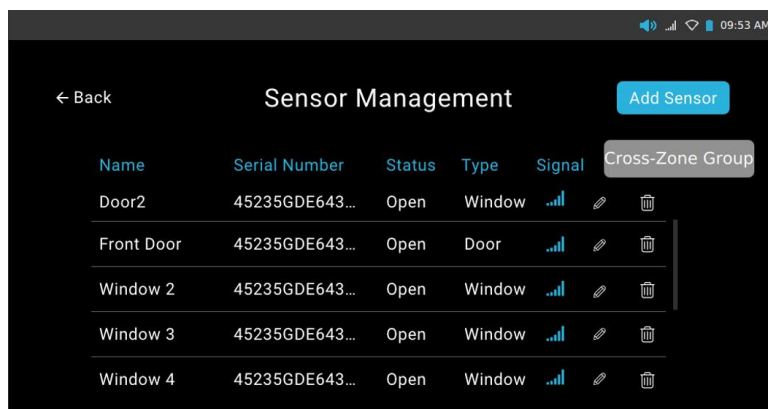 09:53 AM
← Back Sensor Management Add Sensor
Cross-Zone Group
Name Serial Number Status Type Signal
Door2 45235GDE643... Open Window
Front Door 45235GDE643... Open Door
Window 2 45235GDE643... Open Window
Window 3 45235GDE643... Open Window
Window 4 45235GDE643... Open Window